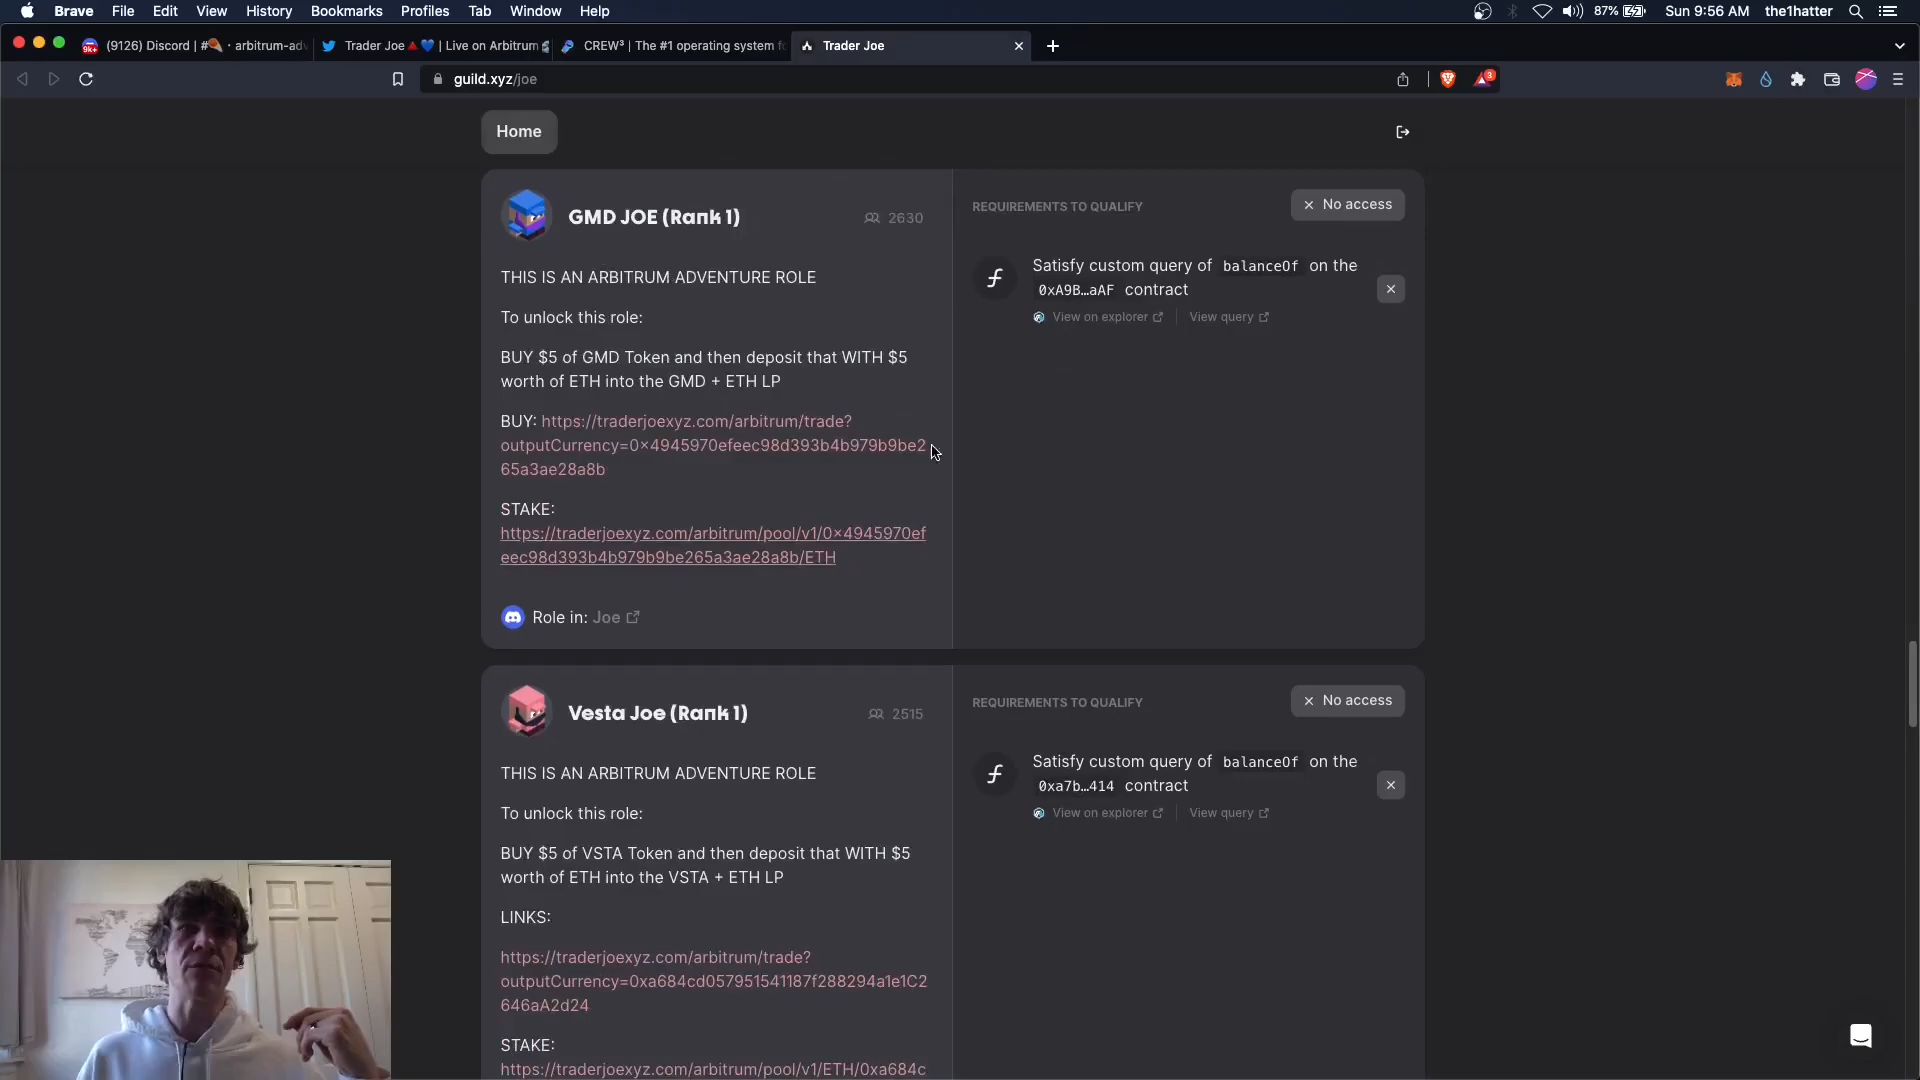 Brave File Edit View History Bookmarks Profiles Tab Window Help 87% Sun 9:56 AM the1hatter
(9126) Discord | # · arbitrum-adv Trader Joe | Live on Arbitrum CREW³ | The #1 operating system fo Trader Joe
guild.xyz/joe
3
Home
GMD JOE (Rank 1) 2630
THIS IS AN ARBITRUM ADVENTURE ROLE
To unlock this role:
BUY $5 of GMD Token and then deposit that WITH $5
worth of ETH into the GMD + ETH LP
BUY: https://traderjoexyz.com/arbitrum/trade?
outputCurrency=0x4945970efeec98d393b4b979b9be2
65a3ae28a8b
STAKE:
https://traderjoexyz.com/arbitrum/pool/v1/0x4945970ef
eec98d393b4b979b9be265a3ae28a8b/ETH
Role in: Joe
REQUIREMENTS TO QUALIFY No access
Satisfy custom query of balanceOf on the
0xA9B…aAF contract
View on explorer View query
Vesta Joe (Rank 1) 2515
THIS IS AN ARBITRUM ADVENTURE ROLE
To unlock this role:
BUY $5 of VSTA Token and then deposit that WITH $5
worth of ETH into the VSTA + ETH LP
LINKS:
https://traderjoexyz.com/arbitrum/trade?
outputCurrency=0xa684cd057951541187f288294a1e1C2
646aA2d24
STAKE:
https://traderjoexyz.com/arbitrum/pool/v1/ETH/0xa684c
REQUIREMENTS TO QUALIFY No access
Satisfy custom query of balanceOf on the
0xa7b…414 contract
View on explorer View query